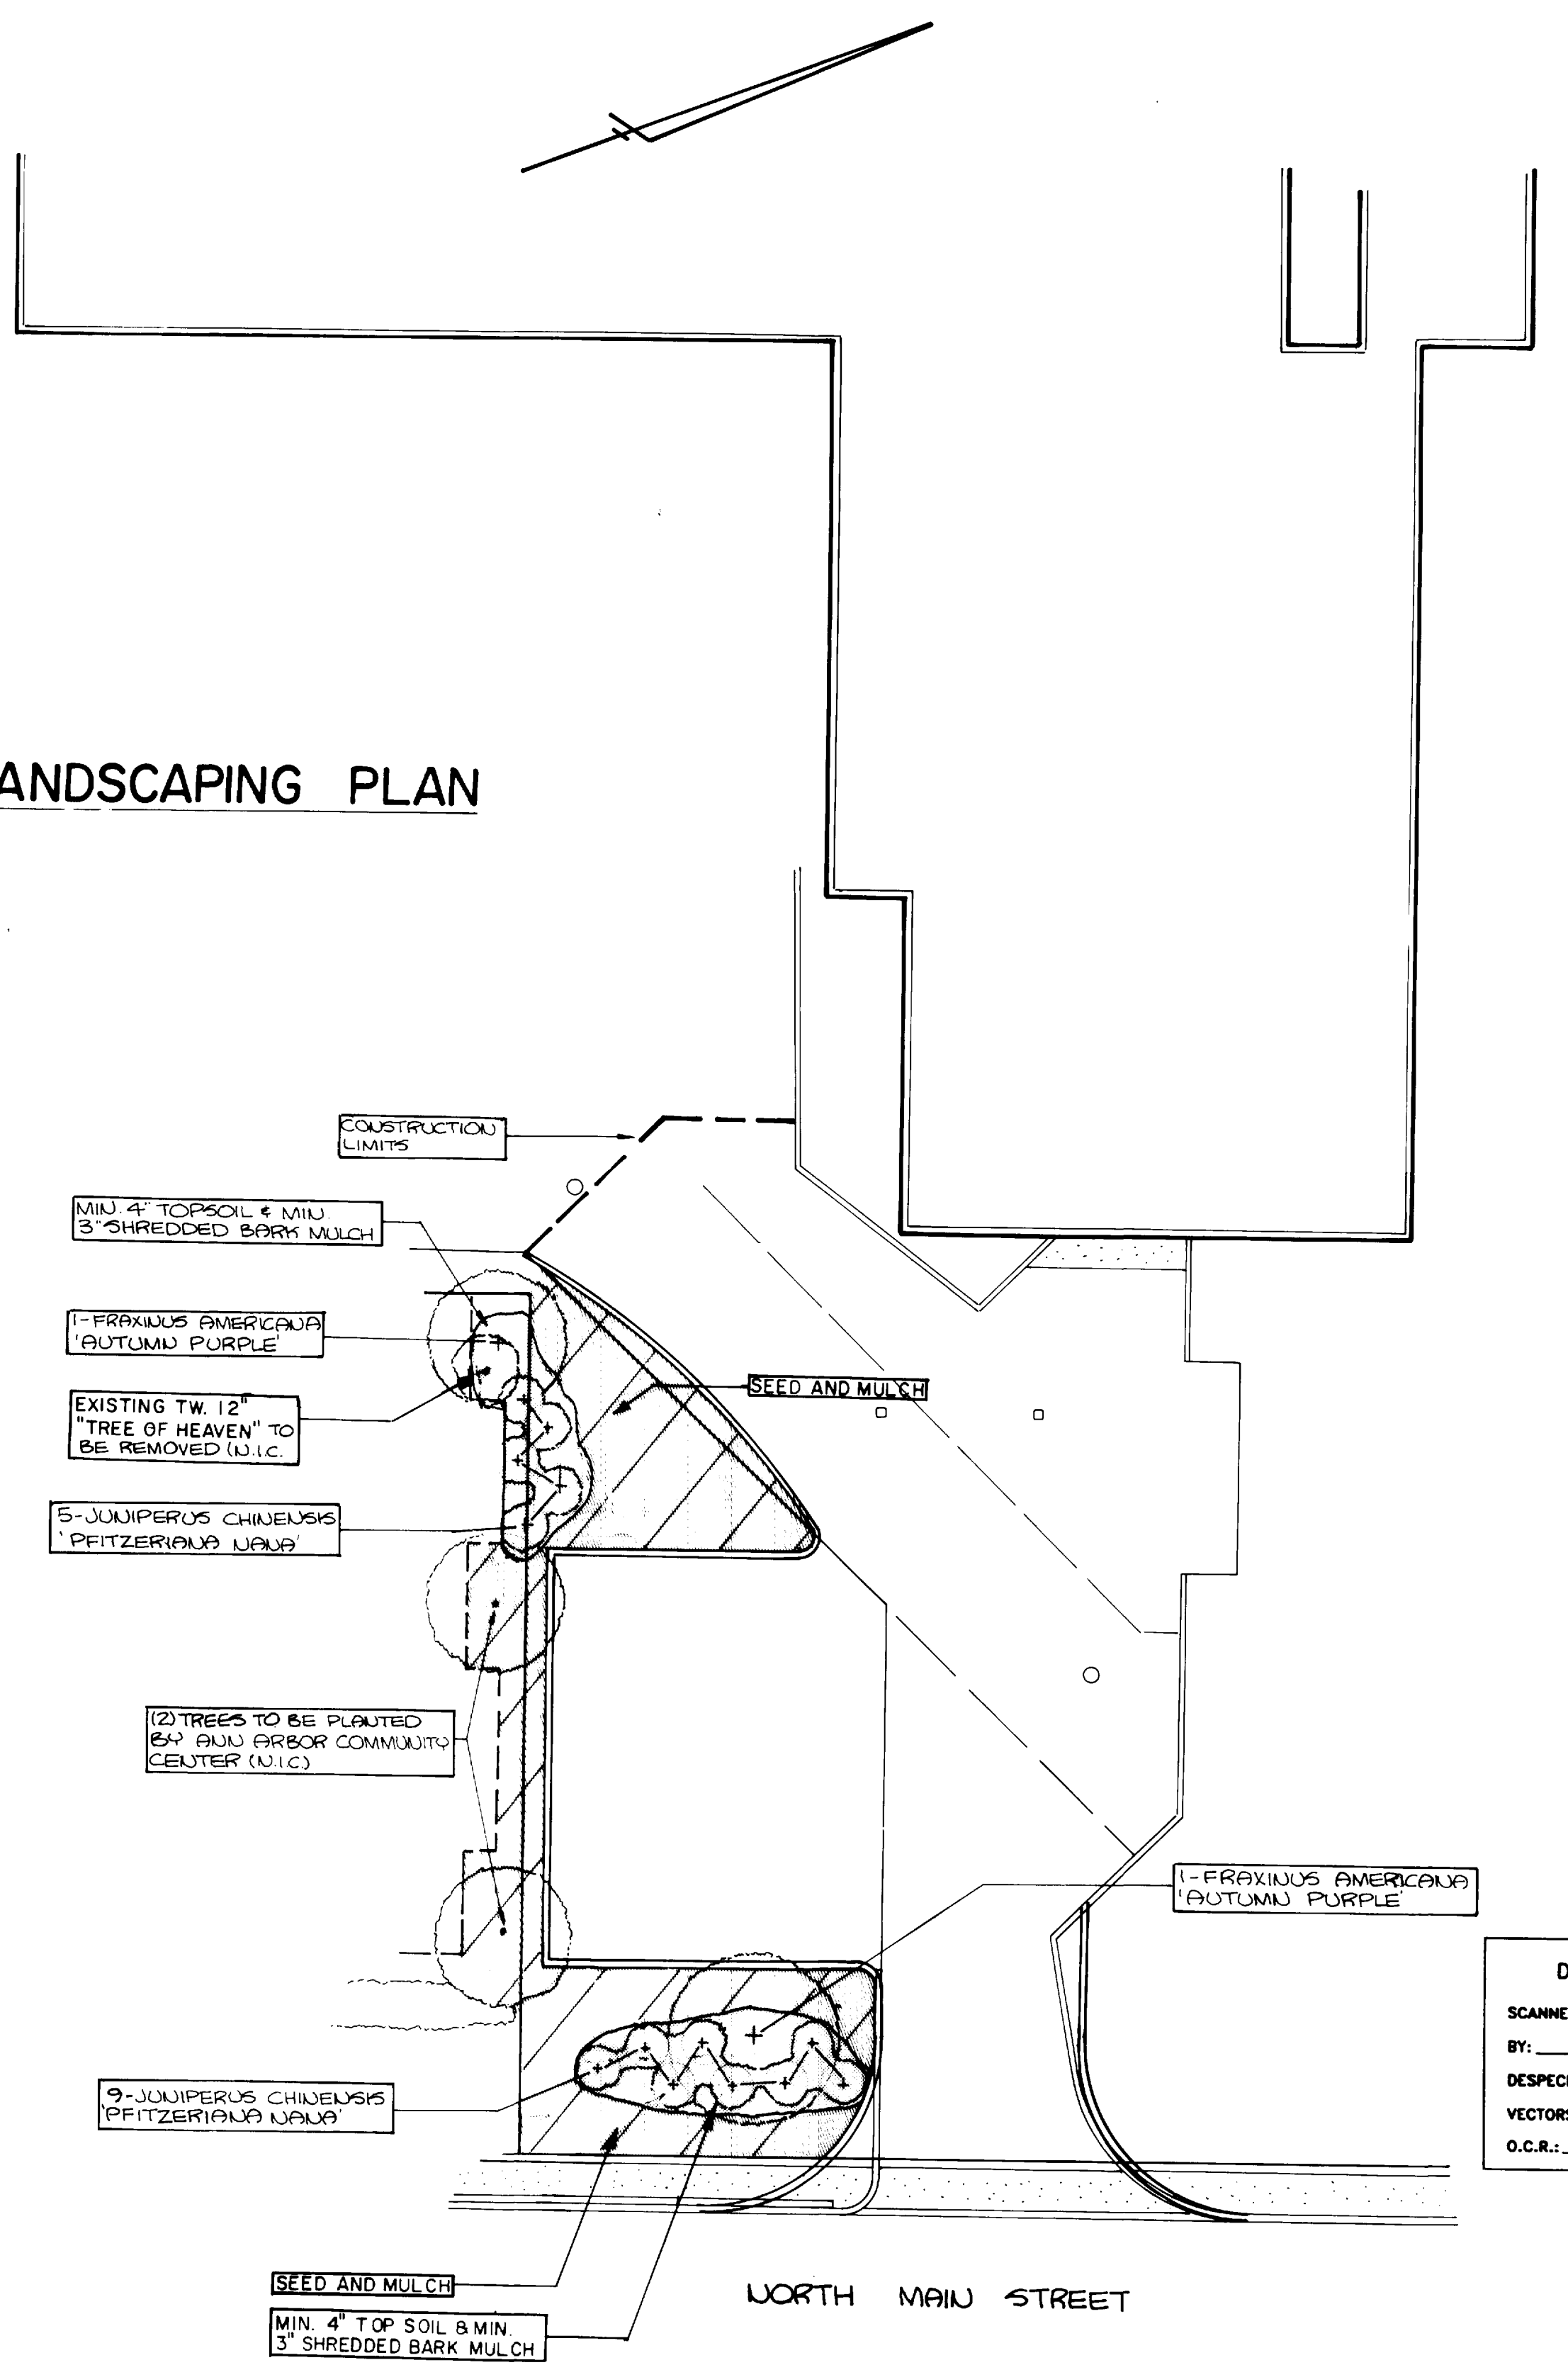 ANDSCAPING PLAN
CONSTRUCTION
LIMITS
MIN. 4" TOPSOIL & MIN.
3" SHREDDED BARK MULCH
1-FRAXINUS AMERICANA
'AUTUMN PURPLE'
SEED AND MULCH
EXISTING TW. 12"
"TREE OF HEAVEN" TO
BE REMOVED (N.I.C.
5-JUNIPERUS CHINENSIS
'PFITZERIANA NANA'
(2) TREES TO BE PLANTED
BY ANN ARBOR COMMUNITY
CENTER (N.I.C.)
1-FRAXINUS AMERICANA
'AUTUMN PURPLE'
D
SCANNE
BY:
DESPECI
VECTORS
O.C.R.:
9-JUNIPERUS CHINENSIS
'PFITZERIANA NANA'
SEED AND MULCH
NORTH MAIN STREET
MIN. 4" TOP SOIL & MIN.
3" SHREDDED BARK MULCH